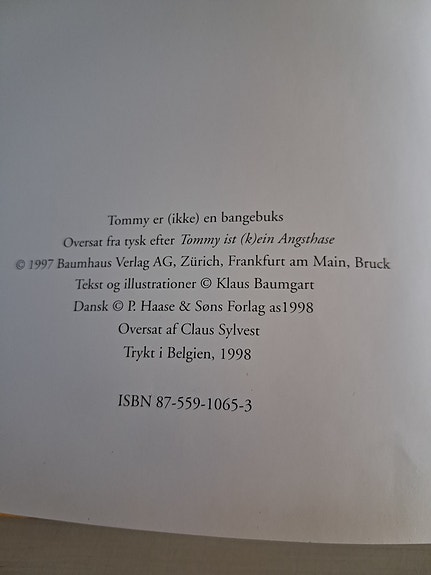 Tommy er (ikke) en bangebuks
Oversat fra tysk efter Tommy ist (k)ein Angsthase
© 1997 Baumhaus Verlag AG, Zürich, Frankfurt am Main, Bruck
Tekst og illustrationer © Klaus Baumgart
Dansk © P. Haase & Søns Forlag as1998
Oversat af Claus Sylvest
Trykt i Belgien, 1998
ISBN 87-559-1065-3